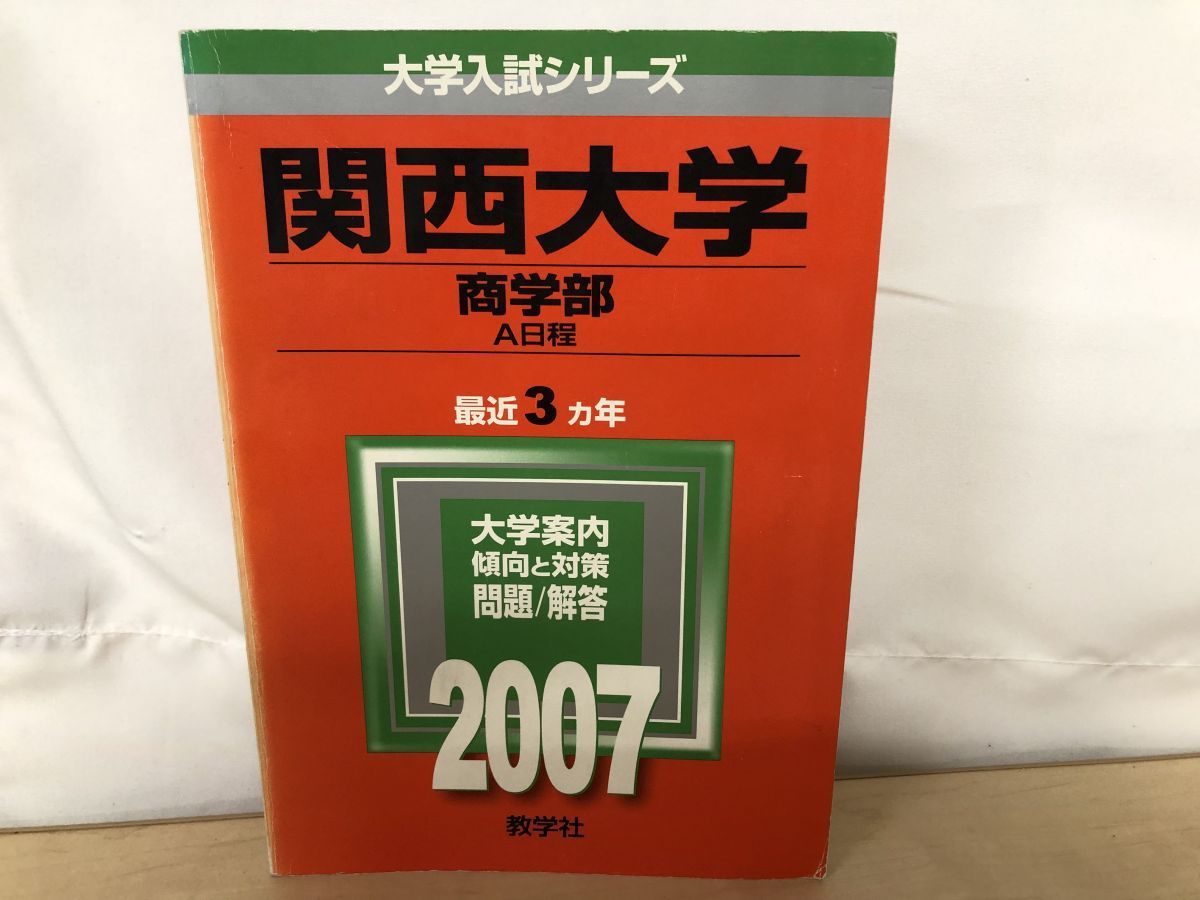 大学入試シリーズ
関西大学
商学部
A日程
最近3ヵ年
大学案内
傾向と対策
問題/解答
2007
教学社